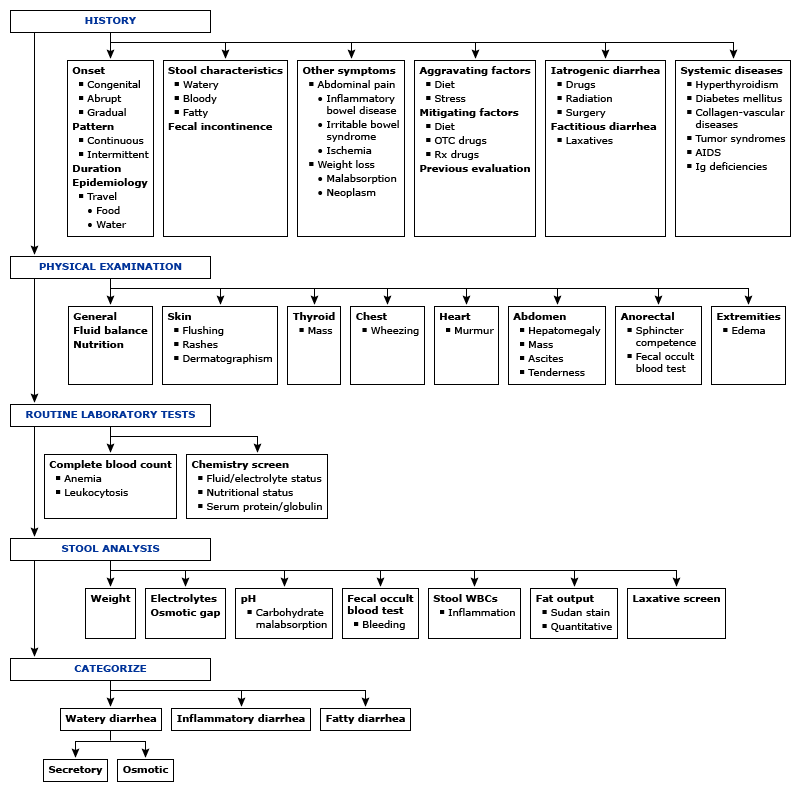 HISTORY
Onset
▪ Congenital
▪ Abrupt
▪ Gradual
Pattern
▪ Continuous
▪ Intermittent
Duration
Epidemiology
▪ Travel
• Food
• Water
Stool characteristics
▪ Watery
▪ Bloody
▪ Fatty
Fecal incontinence
Other symptoms
▪ Abdominal pain
• Inflammatory
bowel disease
• Irritable bowel
syndrome
• Ischemia
▪ Weight loss
• Malabsorption
• Neoplasm
Aggravating factors
▪ Diet
▪ Stress
Mitigating factors
▪ Diet
▪ OTC drugs
▪ Rx drugs
Previous evaluation
Iatrogenic diarrhea
▪ Drugs
▪ Radiation
▪ Surgery
Factitious diarrhea
▪ Laxatives
Systemic diseases
▪ Hyperthyroidism
▪ Diabetes mellitus
▪ Collagen-vascular
diseases
▪ Tumor syndromes
▪ AIDS
▪ Ig deficiencies
PHYSICAL EXAMINATION
General
Fluid balance
Nutrition
Skin
▪ Flushing
▪ Rashes
▪ Dermatographism
Thyroid
▪ Mass
Chest
▪ Wheezing
Heart
▪ Murmur
Abdomen
▪ Hepatomegaly
▪ Mass
▪ Ascites
▪ Tenderness
Anorectal
▪ Sphincter
competence
▪ Fecal occult
blood test
Extremities
▪ Edema
ROUTINE LABORATORY TESTS
Complete blood count
▪ Anemia
▪ Leukocytosis
Chemistry screen
▪ Fluid/electrolyte status
▪ Nutritional status
▪ Serum protein/globulin
STOOL ANALYSIS
Weight
Electrolytes
Osmotic gap
pH
▪ Carbohydrate
malabsorption
Fecal occult
blood test
▪ Bleeding
Stool WBCs
▪ Inflammation
Fat output
▪ Sudan stain
▪ Quantitative
Laxative screen
CATEGORIZE
Watery diarrhea
Inflammatory diarrhea
Fatty diarrhea
Secretory
Osmotic